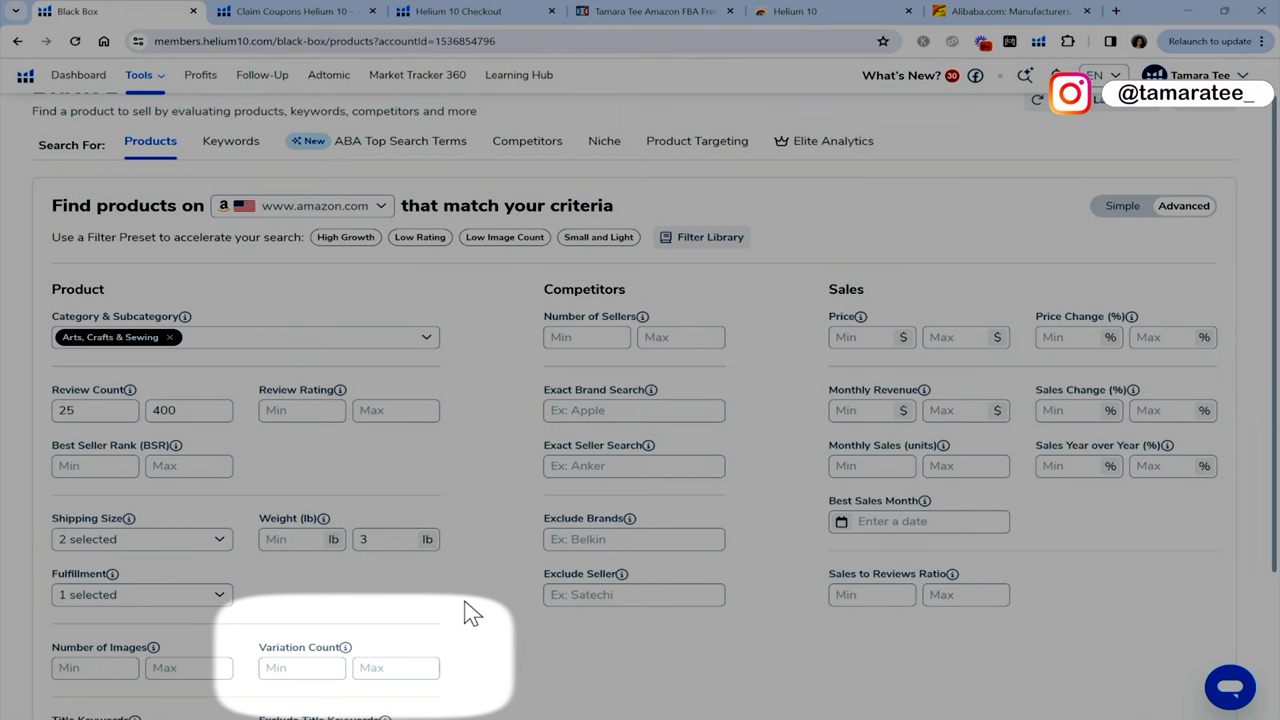 Black Box
Claim Coupons Helium 10 –
Helium 10 Checkout
Tamara Tee Amazon FBA Fre
Helium 10
Alibaba.com: Manufacturers
members.helium10.com/black-box/products?accountId=1536854796
Relaunch to update
Dashboard
Tools
Profits
Follow-Up
Adtomic
Market Tracker 360
Learning Hub
What's New? 30
EN
Tamara Tee
@tamaratee_
Find a product to sell by evaluating products, keywords, competitors and more
Search For:
Products
Keywords
New
ABA Top Search Terms
Competitors
Niche
Product Targeting
Elite Analytics
Find products on
www.amazon.com
that match your criteria
Simple
Advanced
Use a Filter Preset to accelerate your search:
High Growth
Low Rating
Low Image Count
Small and Light
Filter Library
Product
Category & Subcategory
Arts, Crafts & Sewing ×
Review Count
25
400
Review Rating
Min
Max
Best Seller Rank (BSR)
Min
Max
Shipping Size
2 selected
Weight (lb)
Min lb
3 lb
Fulfillment
1 selected
Number of Images
Min
Max
Variation Count
Min
Max
Title Keywords
Exclude Title Keywords
Competitors
Number of Sellers
Min
Max
Exact Brand Search
Ex: Apple
Exact Seller Search
Ex: Anker
Exclude Brands
Ex: Belkin
Exclude Seller
Ex: Satechi
Sales
Price
Min $
Max $
Price Change (%)
Min %
Max %
Monthly Revenue
Min $
Max $
Sales Change (%)
Min %
Max %
Monthly Sales (units)
Min
Max
Sales Year over Year (%)
Min %
Max %
Best Sales Month
Enter a date
Sales to Reviews Ratio
Min
Max